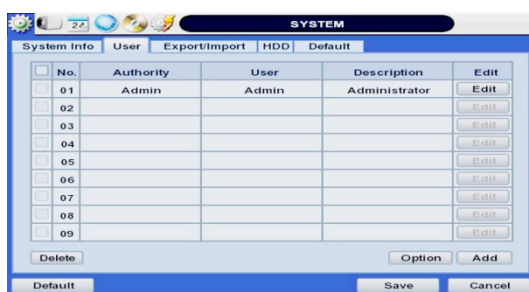 24
SYSTEM
System Info User Export/Import HDD Default
No. Authority User Description Edit
01 Admin Admin Administrator Edit
02 Edit
03 Edit
04 Edit
05 Edit
06 Edit
07 Edit
08 Edit
09 Edit
Delete Option Add
Default Save Cancel